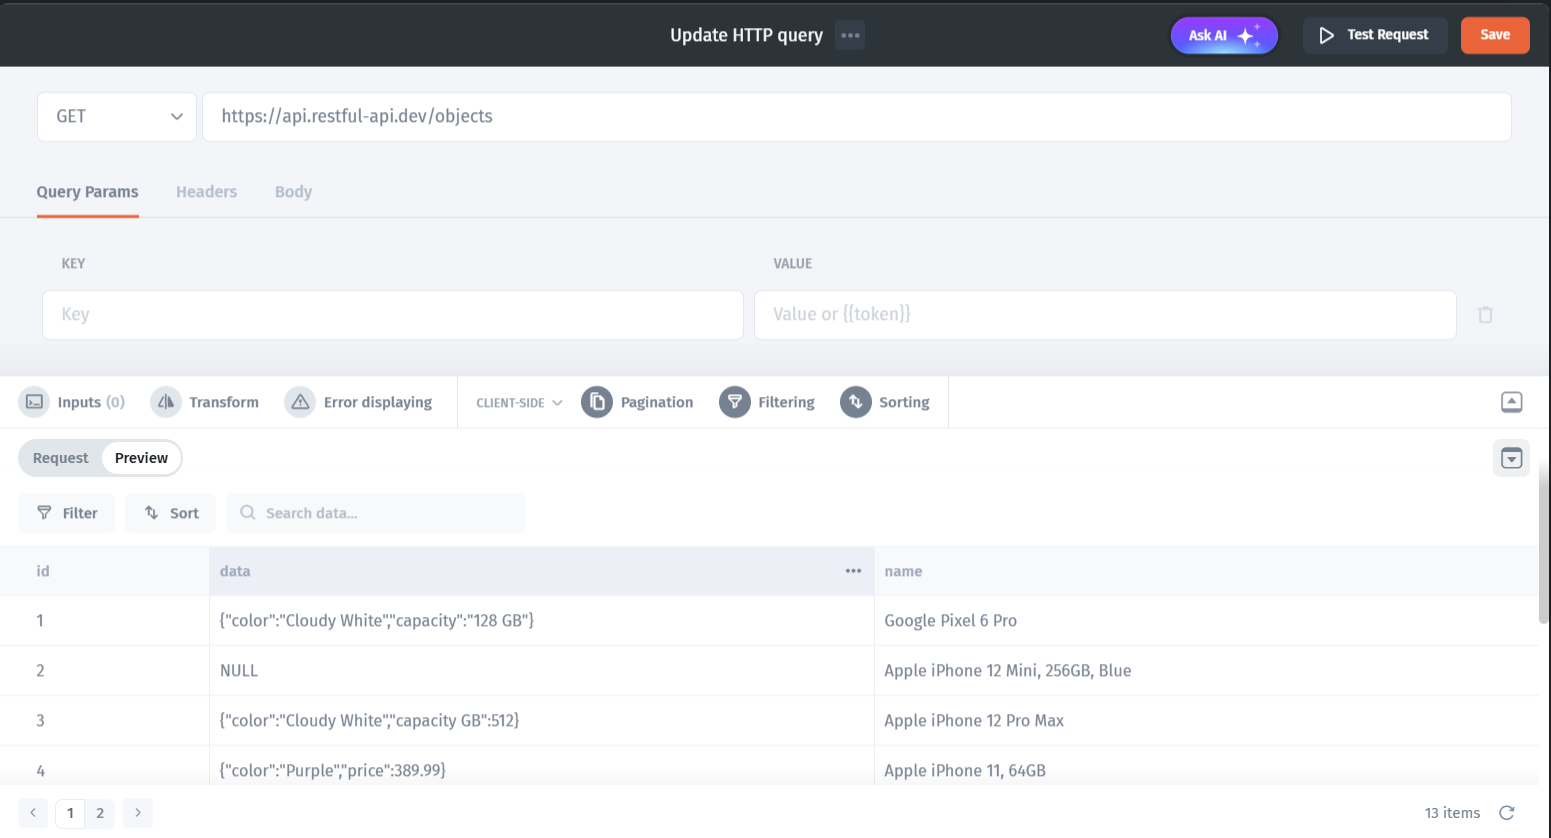 Update HTTP query
Ask AI
Test Request
Save
GET
https://api.restful-api.dev/objects
Query Params Headers Body
KEY VALUE
Key Value or {{token}}
Inputs (0) Transform Error displaying CLIENT-SIDE Pagination Filtering Sorting
Request Preview
Filter Sort Search data...
id data name
1 {"color":"Cloudy White","capacity":"128 GB"} Google Pixel 6 Pro
2 NULL Apple iPhone 12 Mini, 256GB, Blue
3 {"color":"Cloudy White","capacity GB":512} Apple iPhone 12 Pro Max
4 {"color":"Purple","price":389.99} Apple iPhone 11, 64GB
1 2 13 items